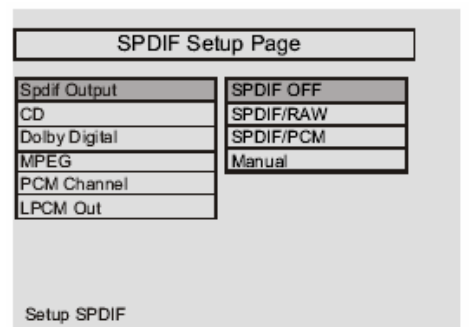 SPDIF Setup Page
Spdif Output
CD
Dolby Digital
MPEG
PCM Channel
LPCM Out
SPDIF OFF
SPDIF/RAW
SPDIF/PCM
Manual
Setup SPDIF